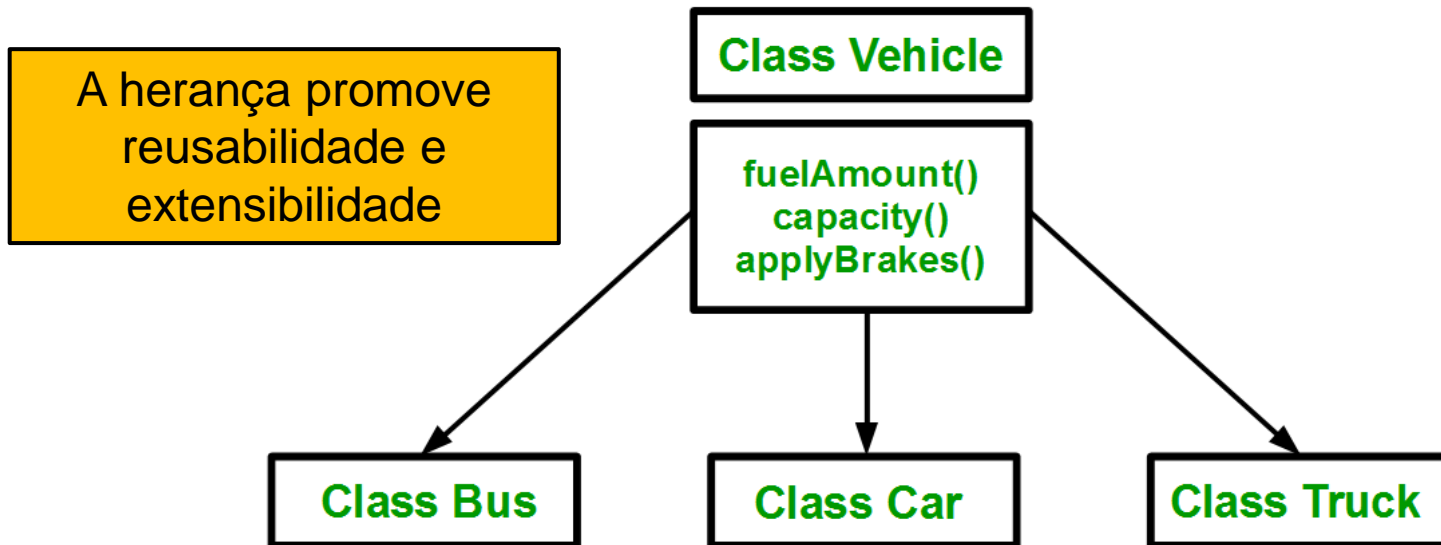 A herança promove
reusabilidade e
extensibilidade
Class Vehicle
fuelAmount()
capacity()
applyBrakes()
Class Bus
Class Car
Class Truck